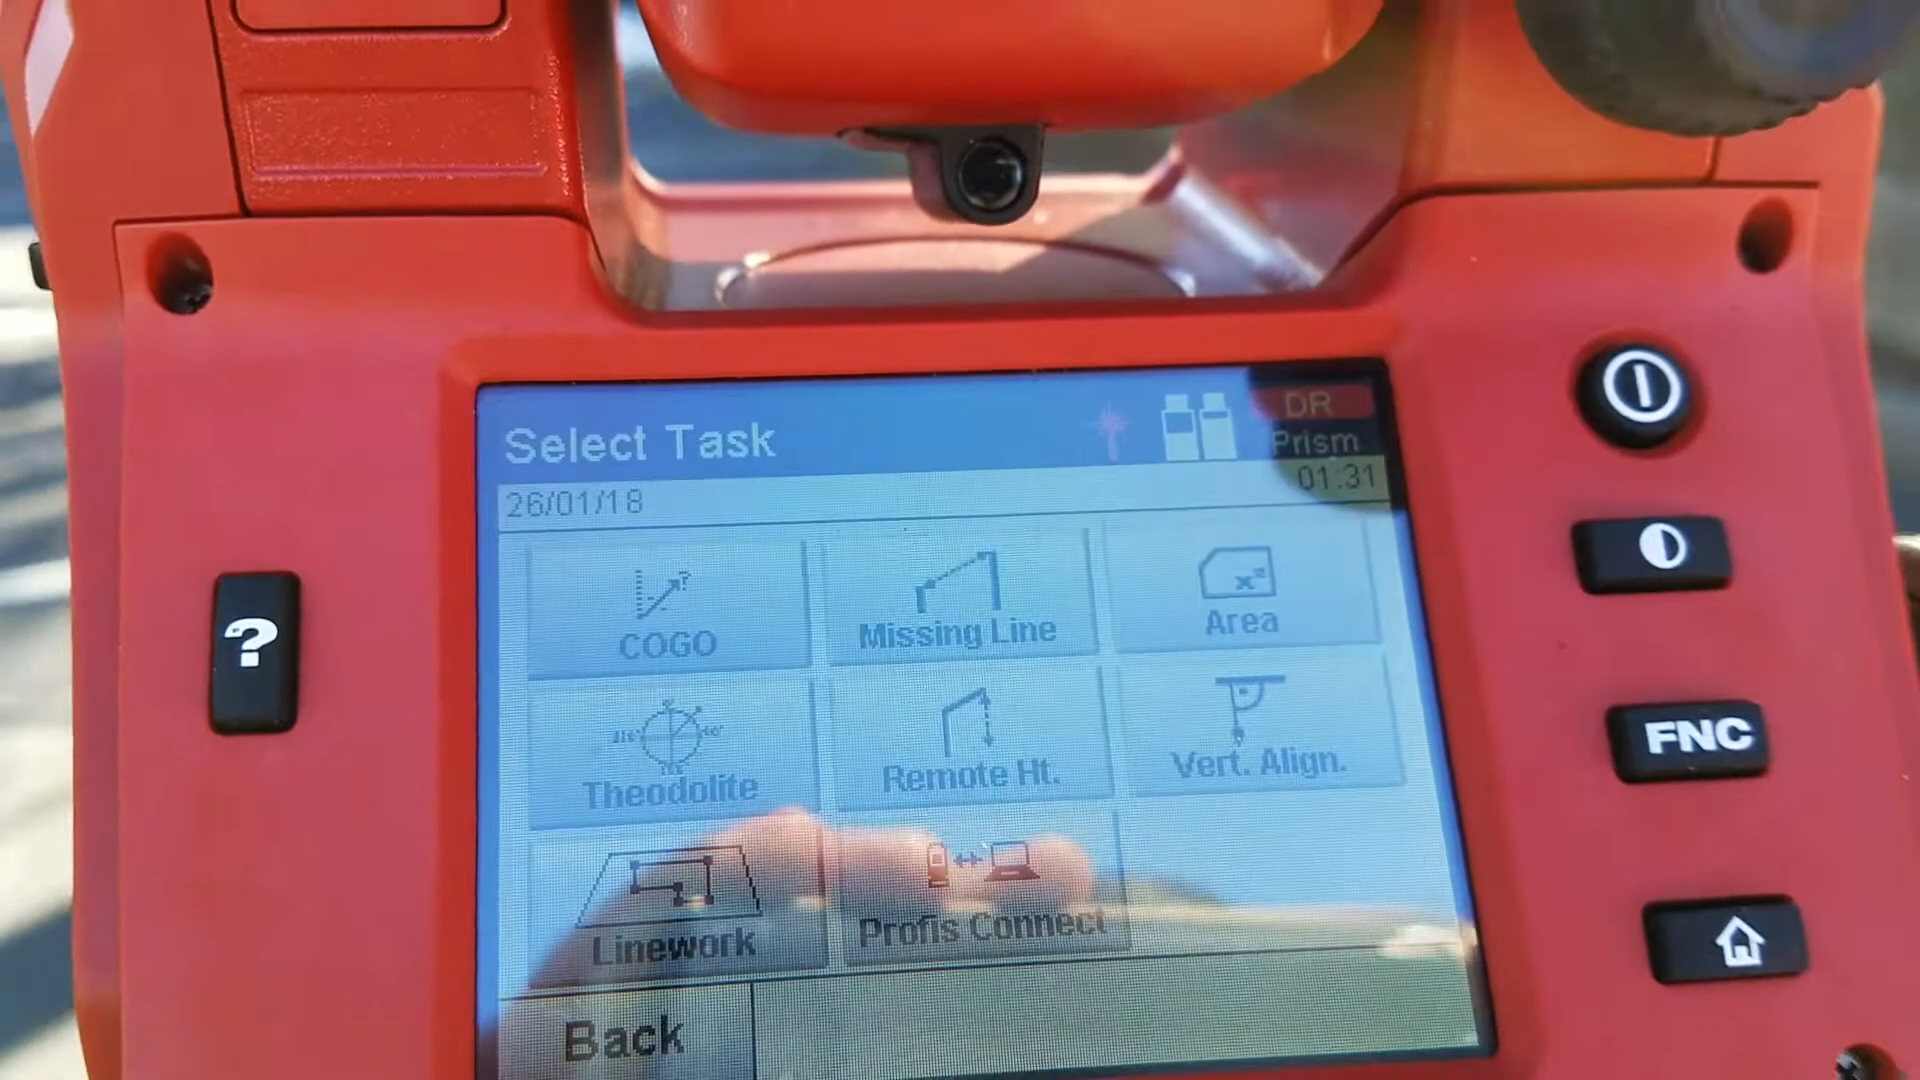 Select Task
DR
Prism
26/01/18
01:31
COGO
Missing Line
Area
x²
Theodolite
Remote Ht.
Vert. Align.
Linework
Profis Connect
Back
?
FNC